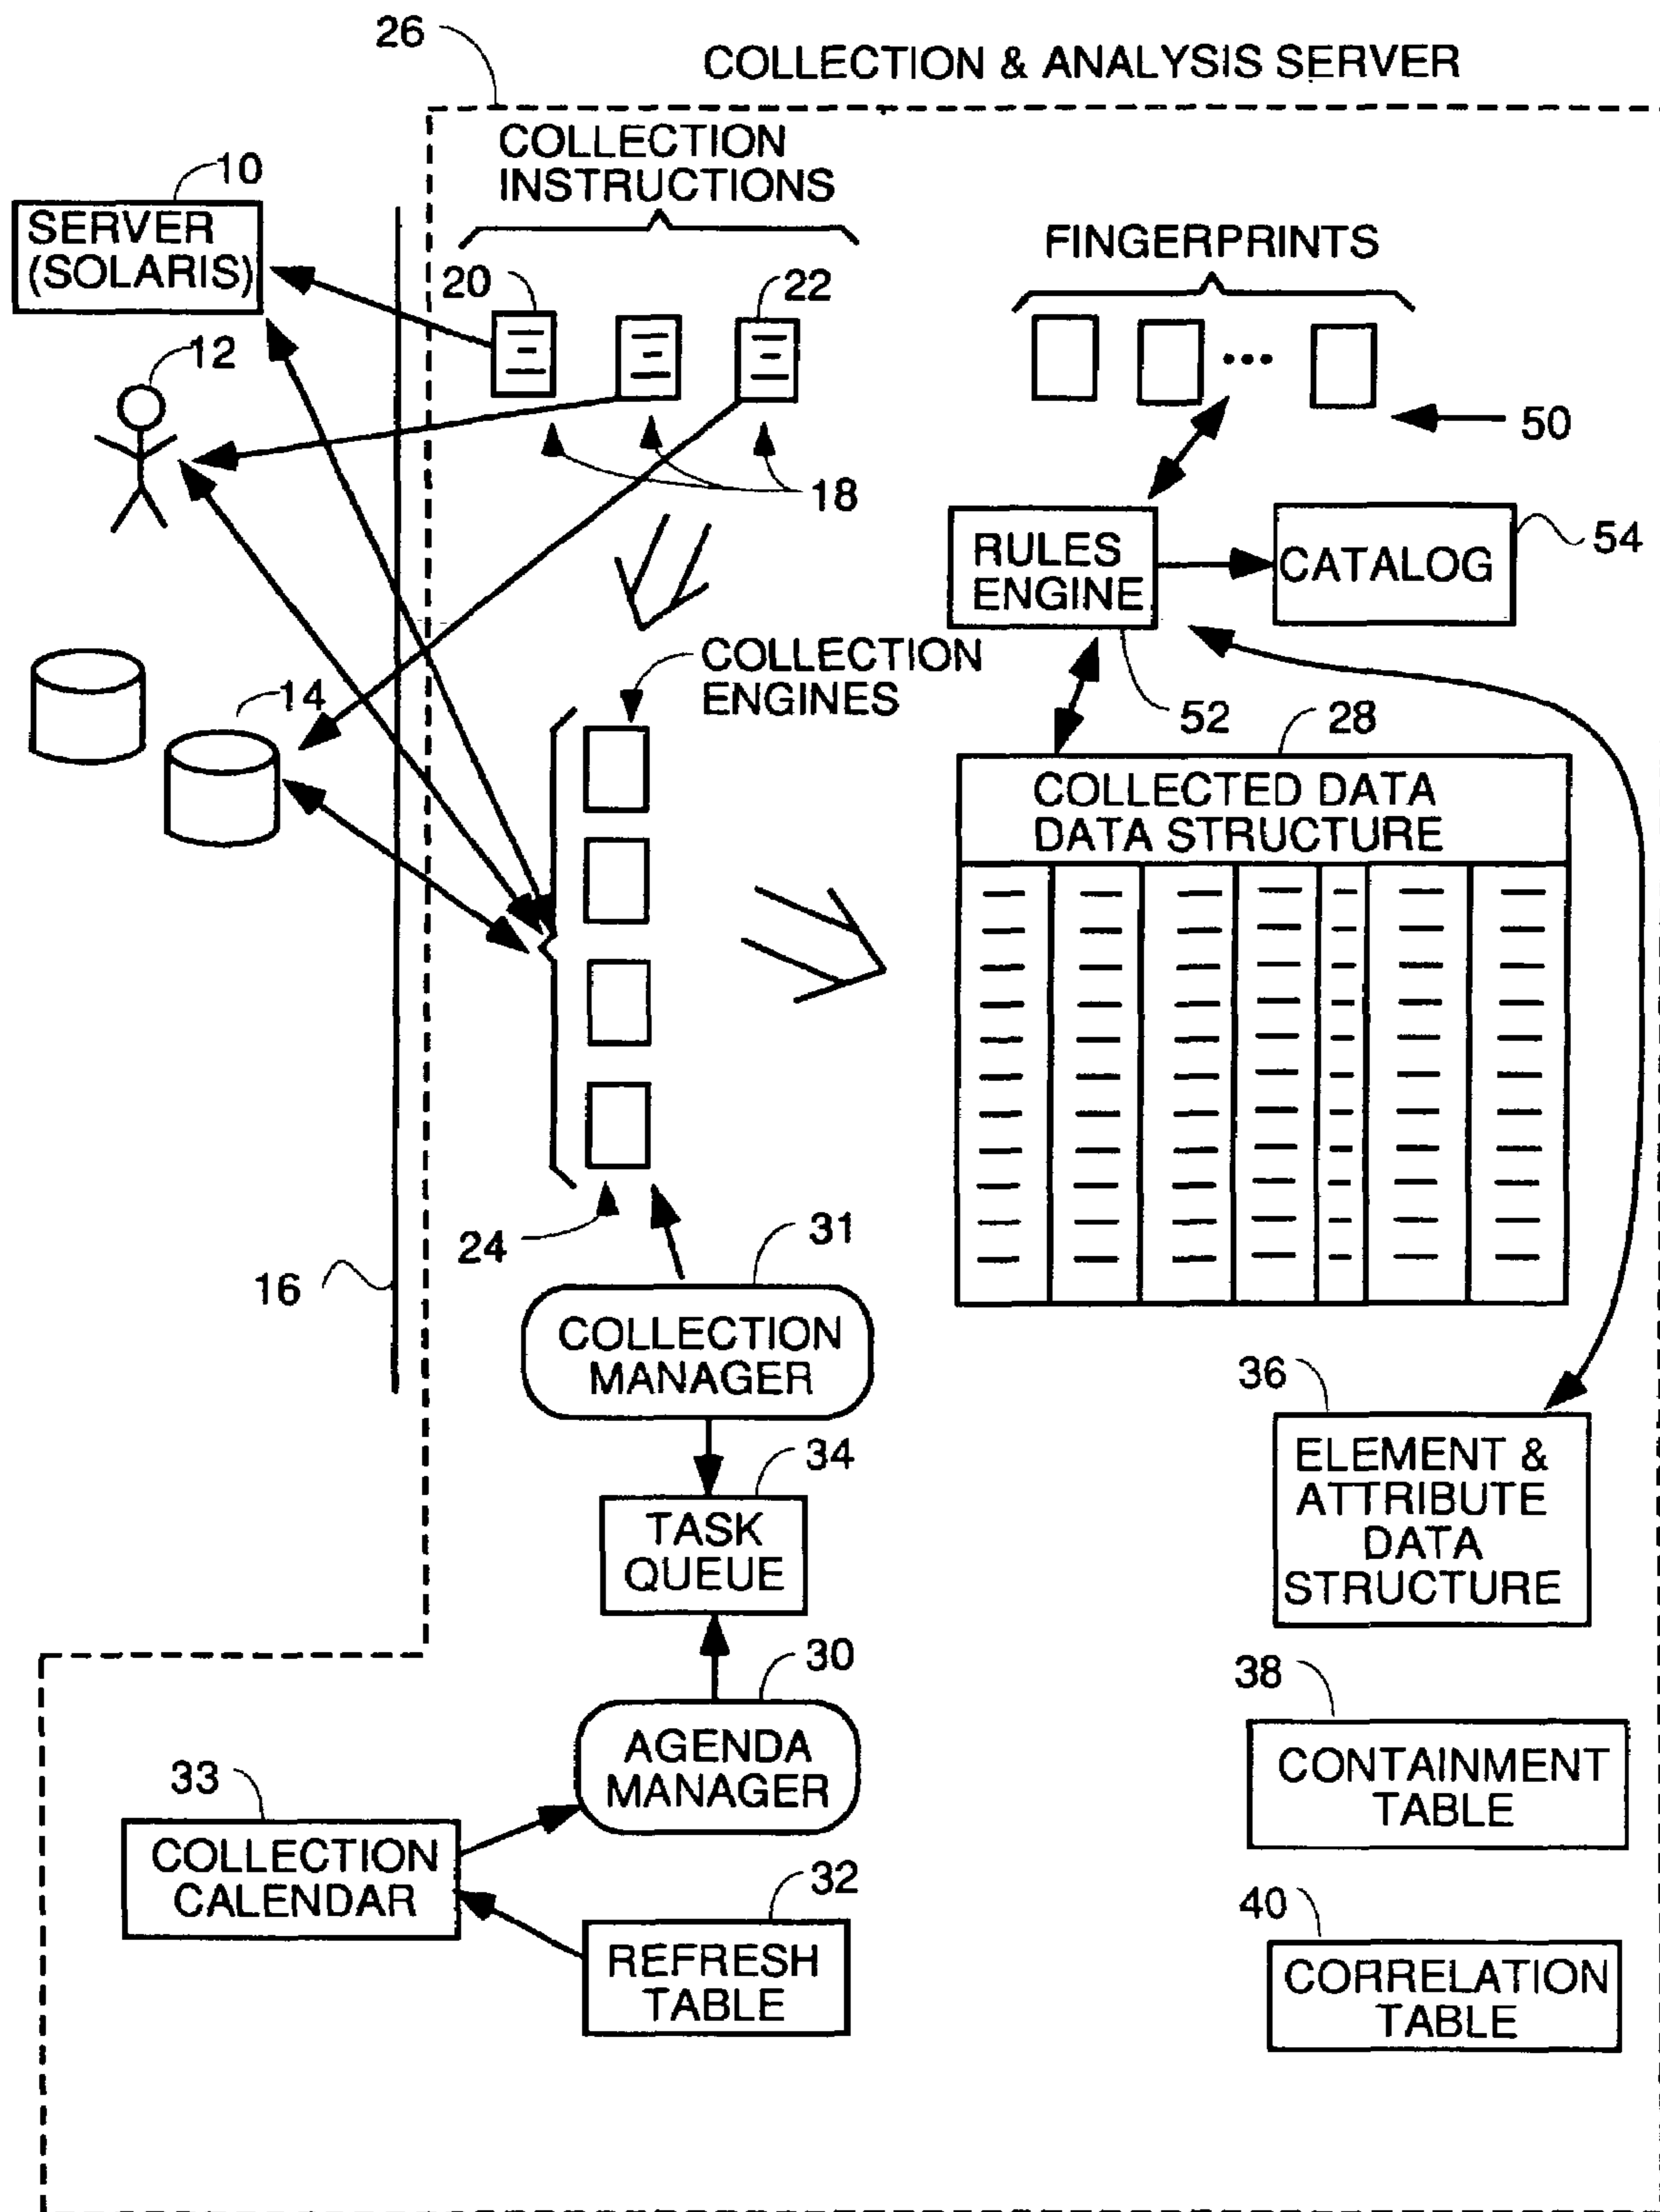 26
COLLECTION & ANALYSIS SERVER
COLLECTION
INSTRUCTIONS
10
SERVER
(SOLARIS)
20
22
FINGERPRINTS
12
50
18
RULES
ENGINE
CATALOG
54
14
COLLECTION
ENGINES
52
28
COLLECTED DATA
DATA STRUCTURE
24
31
16
COLLECTION
MANAGER
36
34
ELEMENT &
ATTRIBUTE
DATA
STRUCTURE
TASK
QUEUE
30
38
AGENDA
MANAGER
CONTAINMENT
TABLE
33
COLLECTION
CALENDAR
32
40
REFRESH
TABLE
CORRELATION
TABLE